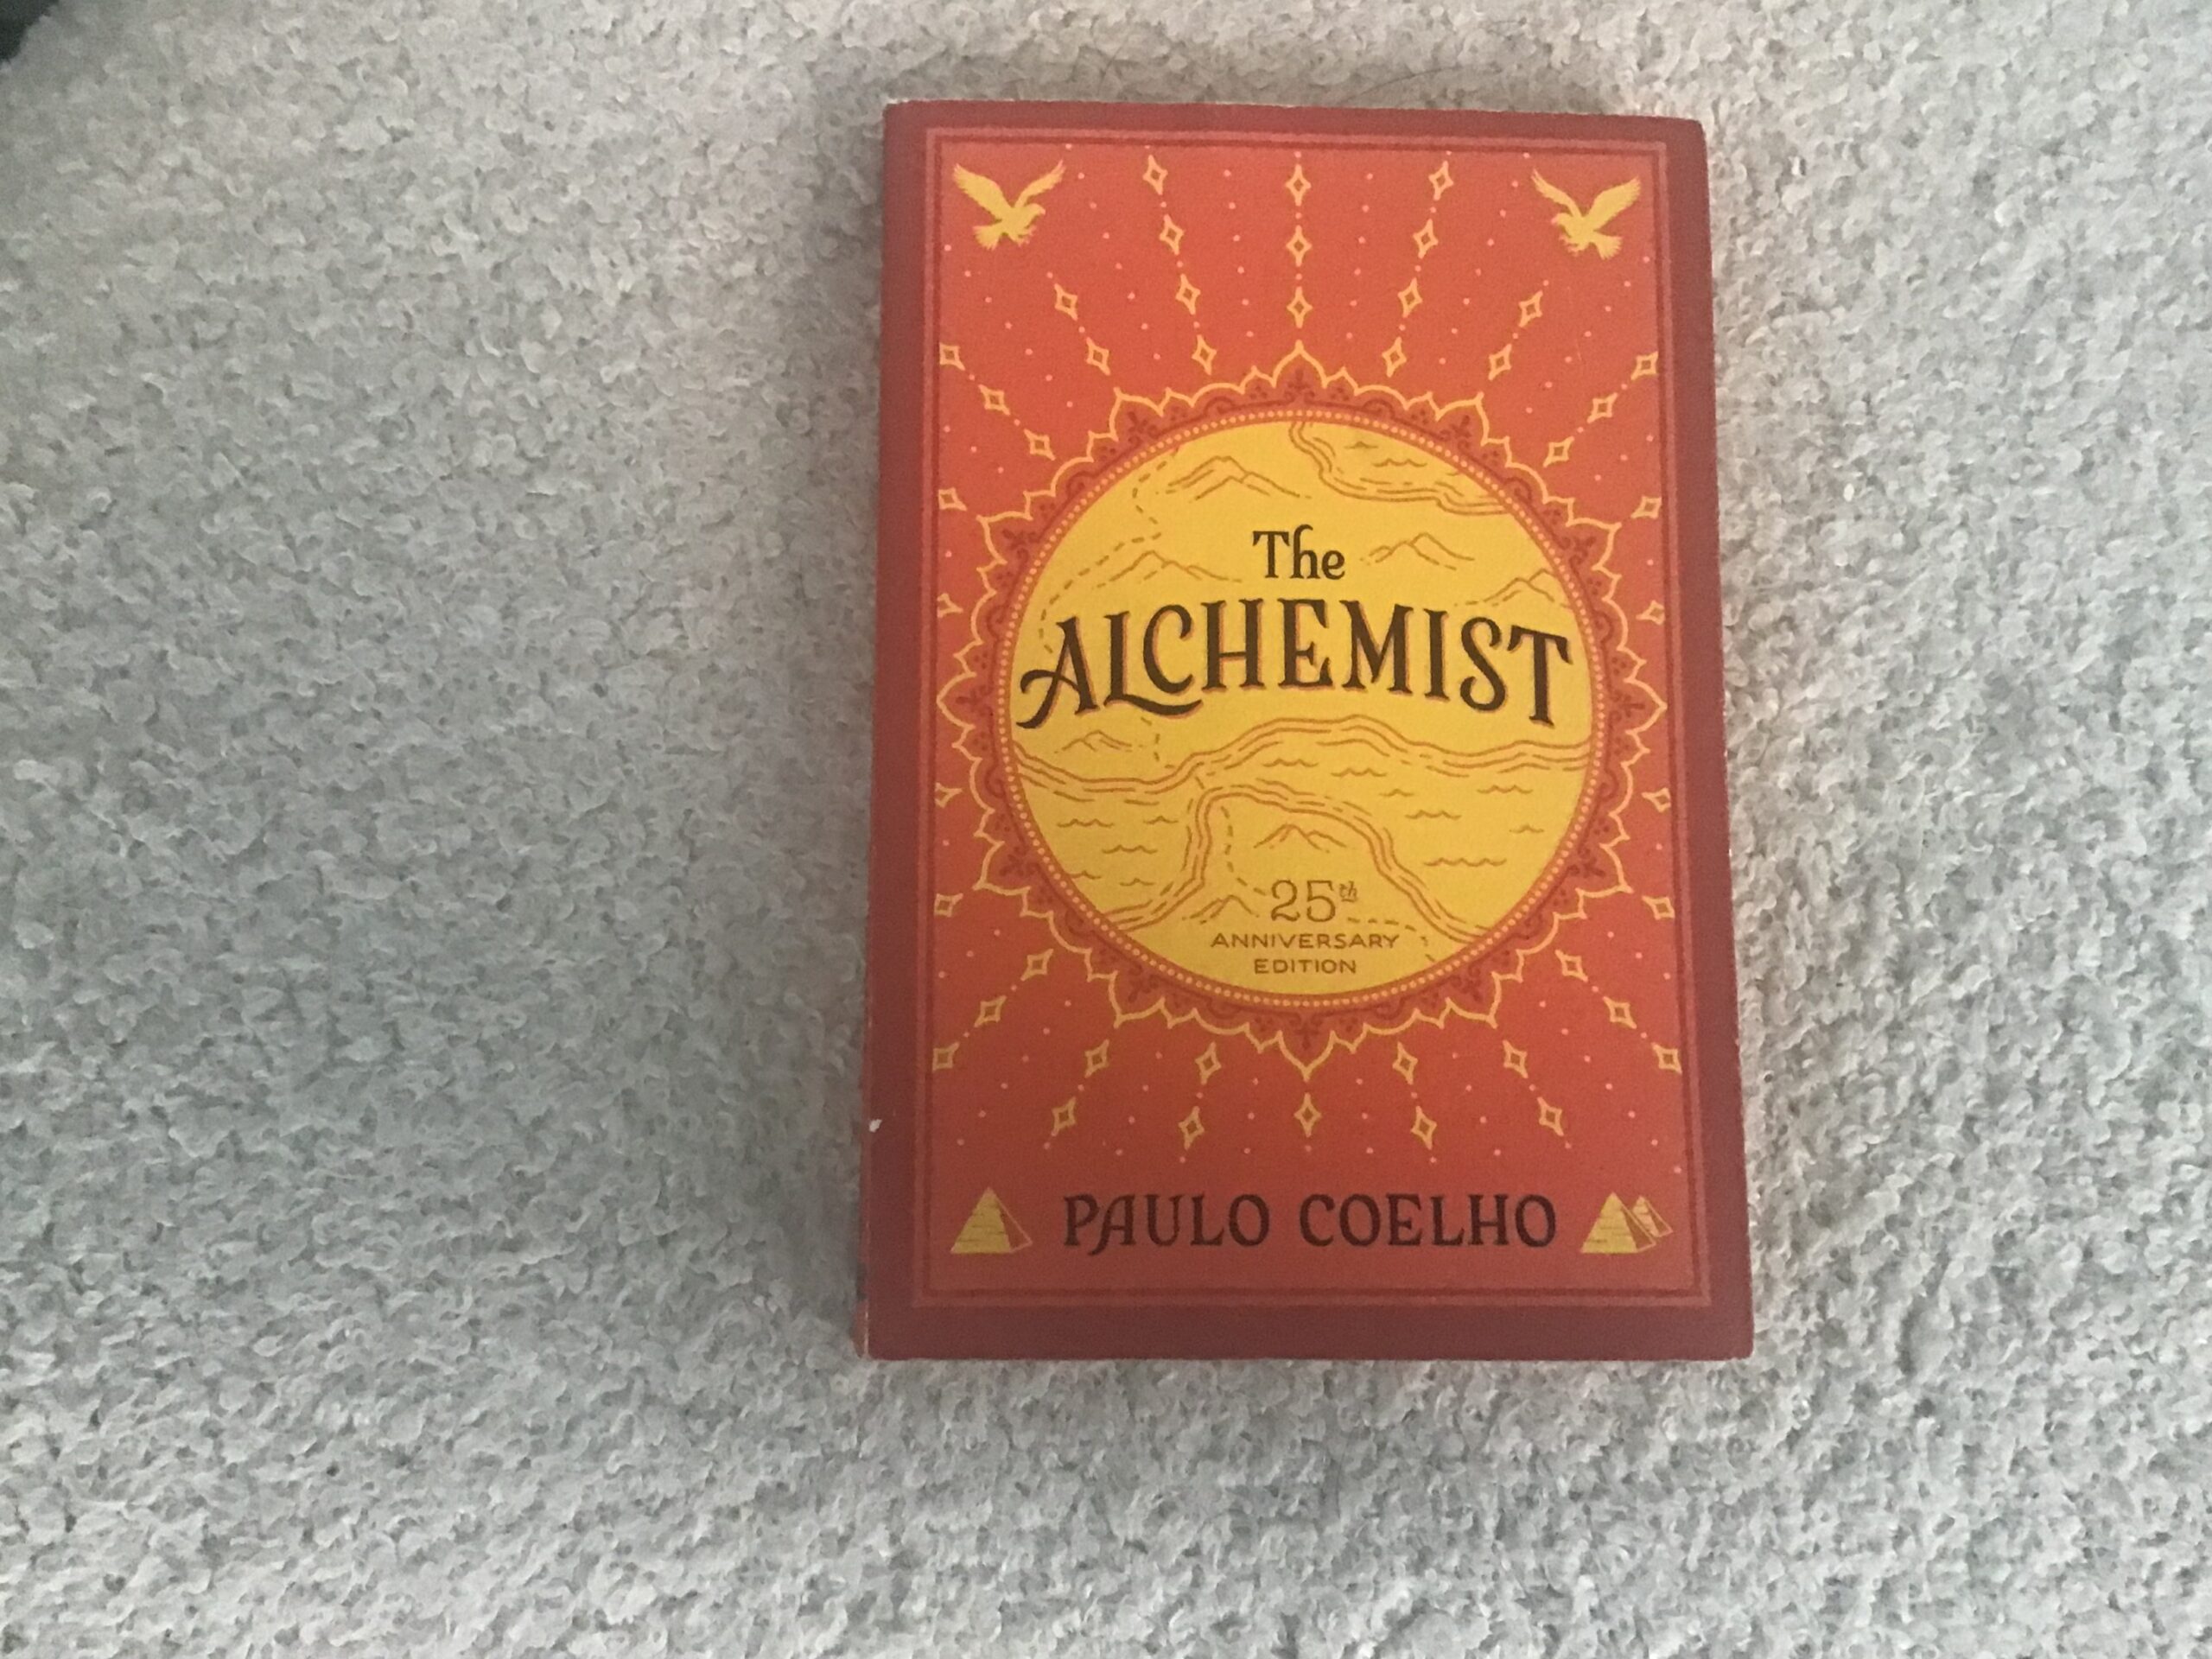 The
ALCHEMIST
25th
ANNIVERSARY
EDITION
PAULO COELHO